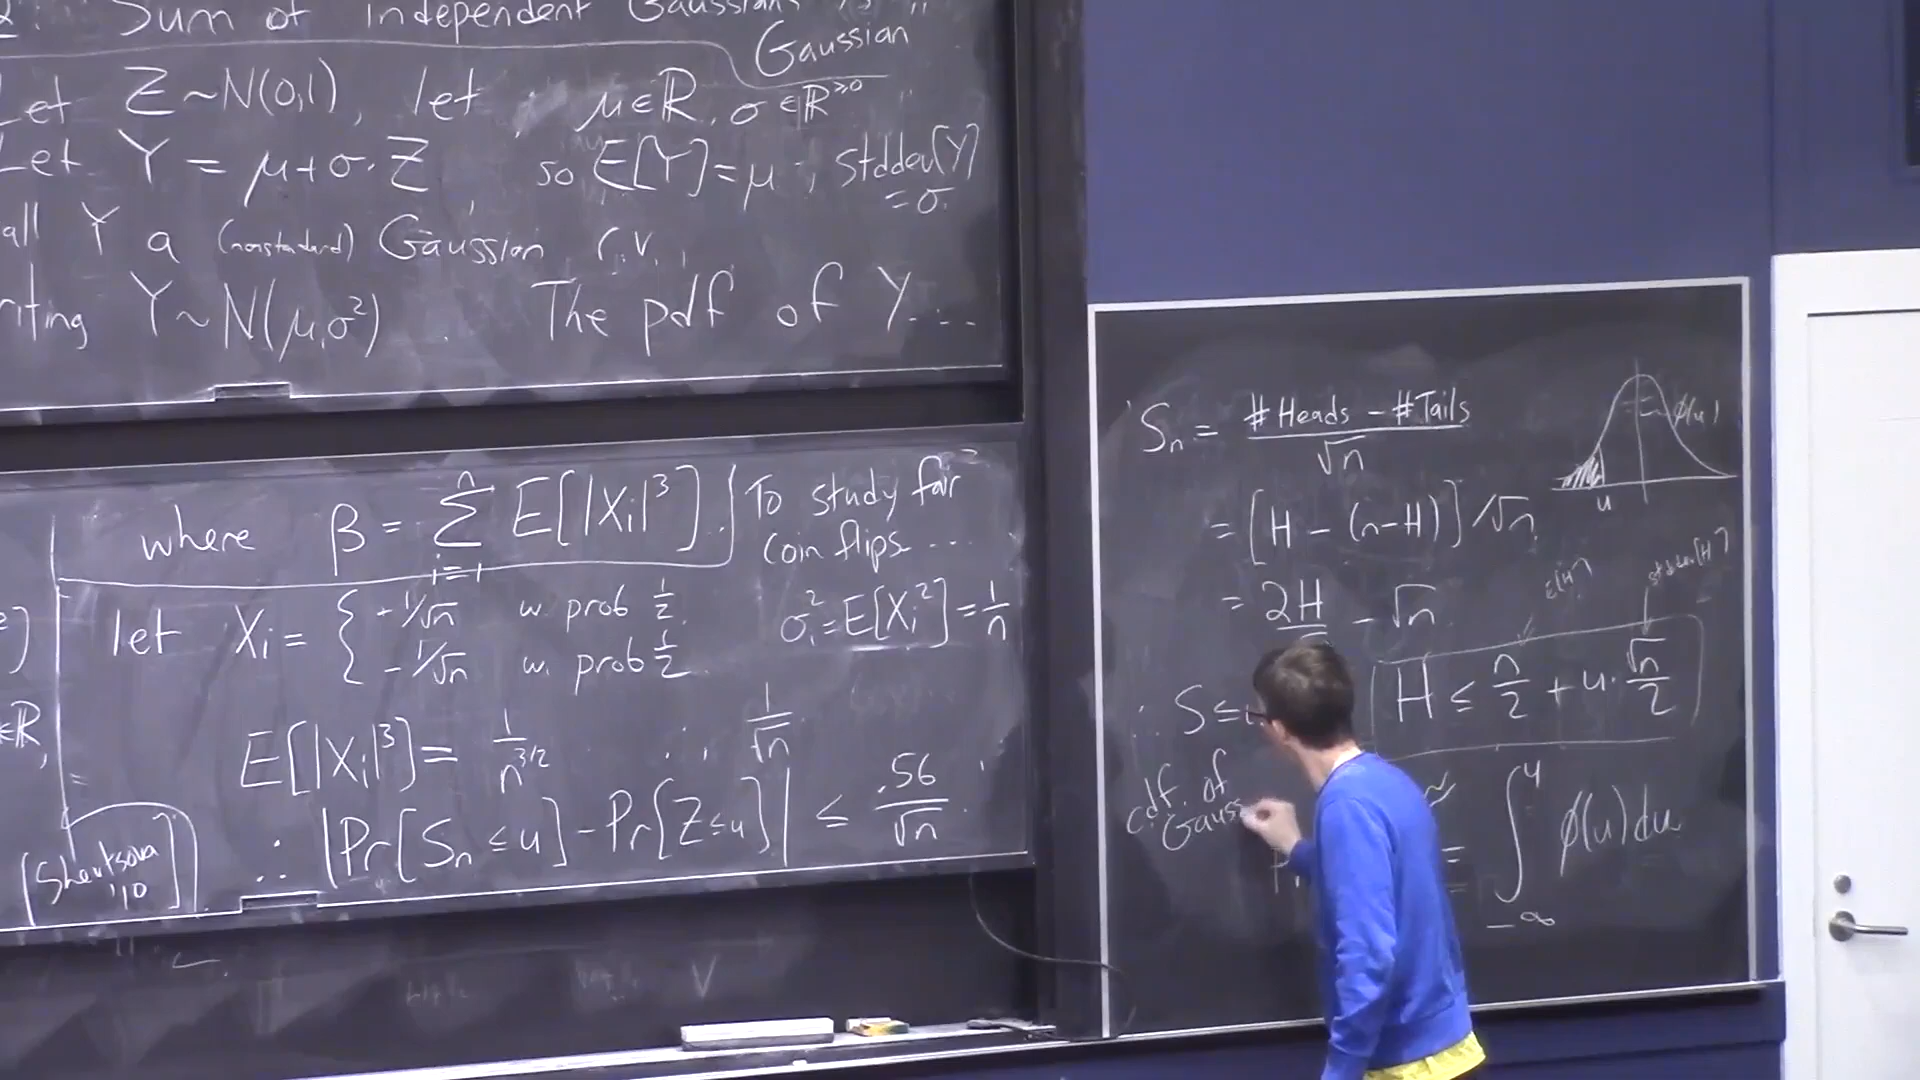 Sum of independent Gaussians is
Gaussian
Let Z ~ N(0,1), let μ∈ℝ, σ∈ℝ^≥0
Let Y = μ+σ·Z, so E[Y]=μ, stddev[Y]
=σ.
all Y a (nonstandard) Gaussian r.v.,
riting Y~N(μ,σ²) The pdf of Y...
where β = Σ_{i=1}^n E[|Xᵢ|³].
To study fair
coin flips...
let Xᵢ = { +1/√n w. prob ½.
−1/√n w. prob ½.
σᵢ²=E[Xᵢ²]=1/n
E[|Xᵢ|³]= 1/n^{3/2} ∴ 1/√n
[Shevtsova
'10]
∴ |Pr[Sₙ≤u]−Pr[Z≤u]| ≤ .56/√n.
Sₙ = (#Heads − #Tails)/√n
ϕ(u)
u
= [H − (n−H)]/√n
= 2H − √n
E[H]
stddev[H]
∴ S ≤
H ≤ n/2 + u·√n/2
cdf. of
Gauss
≈
= ∫_{−∞}^u ϕ(u)du